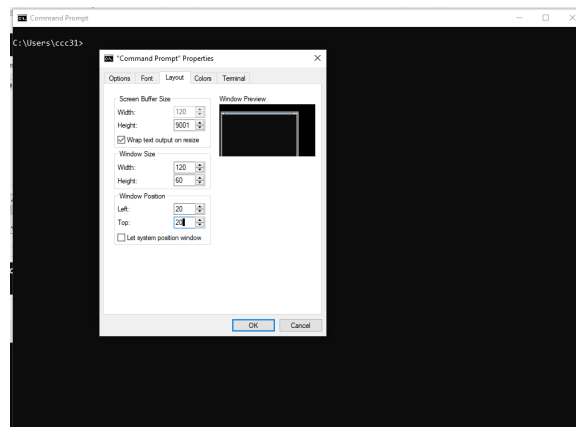 Command Prompt
C:\Users\ccc31>
"Command Prompt" Properties
Options Font Layout Colors Terminal
Screen Buffer Size
Width: 120
Height: 9001
Wrap text output on resize
Window Size
Width: 120
Height: 60
Window Position
Left: 20
Top: 20
Let system position window
Window Preview
OK Cancel